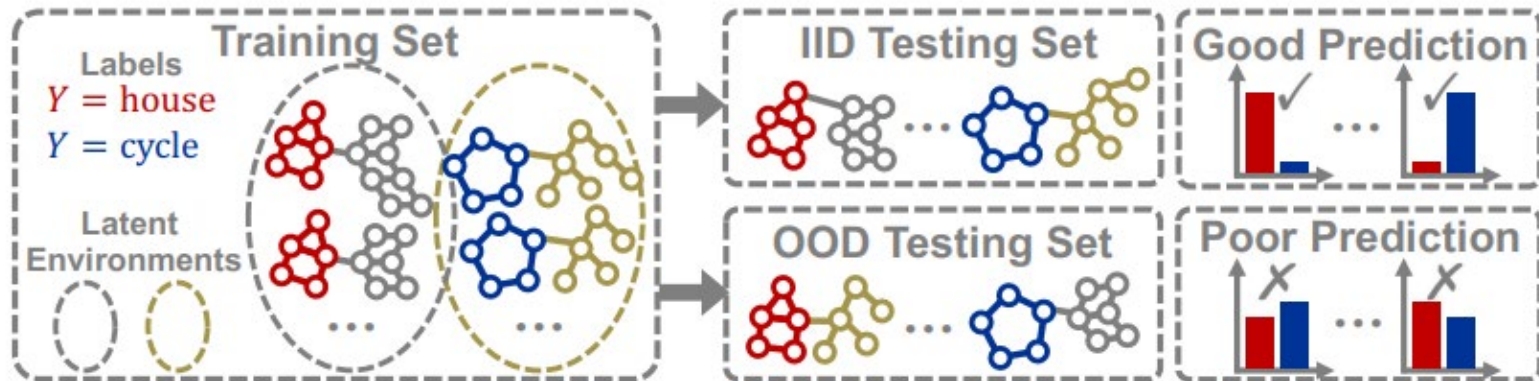 Training Set
Labels
Y = house
Y = cycle
Latent
Environments
...
...
IID Testing Set
...
Good Prediction
✓
...
✓
OOD Testing Set
...
Poor Prediction
✗
...
✗